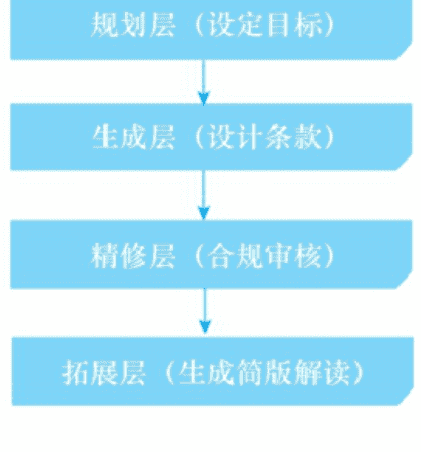 规划层（设定目标）
生成层（设计条款）
精修层（合规审核）
拓展层（生成简版解读）